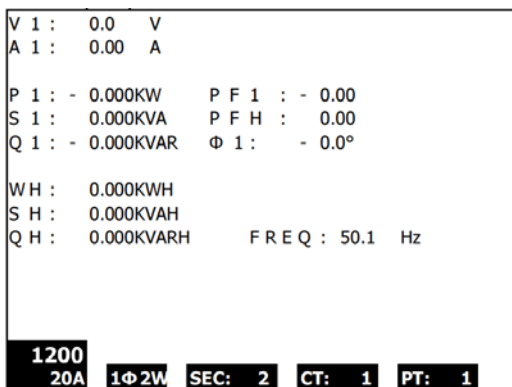 V 1 : 0.0 V
A 1 : 0.00 A
P 1 : - 0.000KW P F 1 : - 0.00
S 1 : 0.000KVA P F H : 0.00
Q 1 : - 0.000KVAR Φ 1 : - 0.0°
W H : 0.000KWH
S H : 0.000KVAH
Q H : 0.000KVARH F R E Q : 50.1 Hz
1200
20A 1Φ 2W SEC: 2 CT: 1 PT: 1